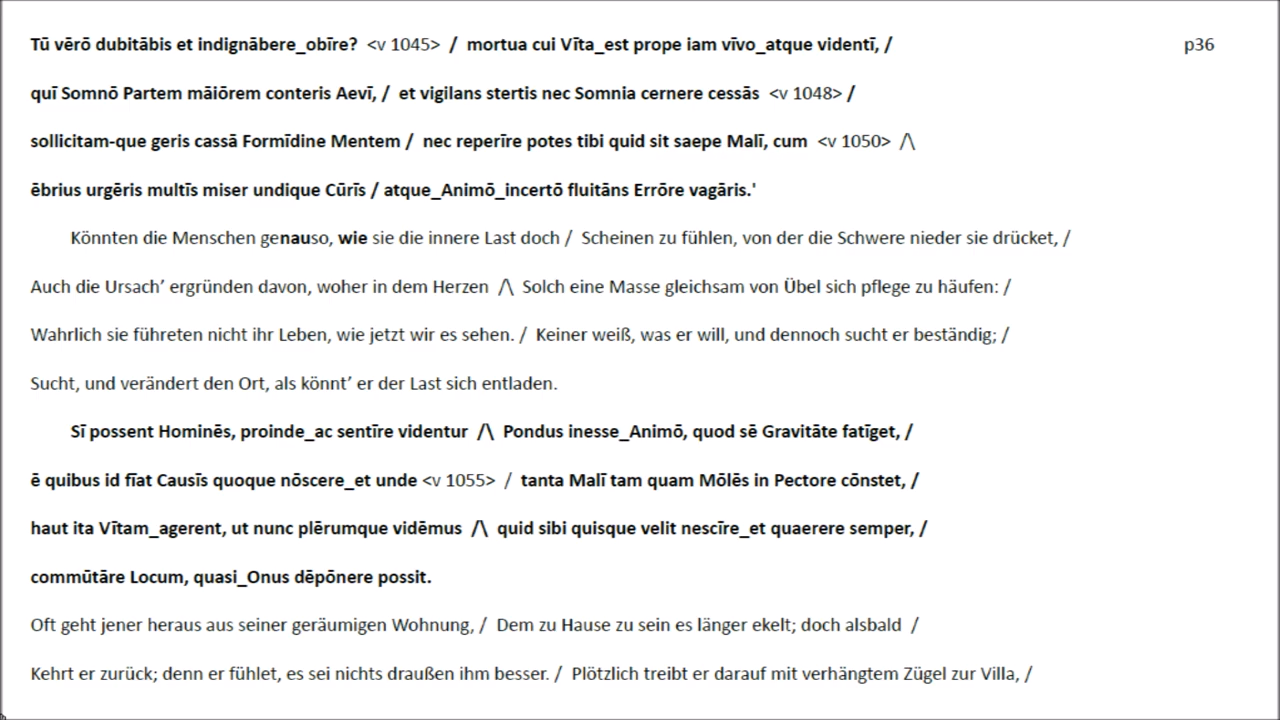 Tū vērō dubitābis et indignābere_obīre? <v 1045> / mortua cui Vīta_est prope iam vīvo_atque videntī, / p36
quī Somnō Partem māiōrem conteris Aevī, / et vigilans stertis nec Somnia cernere cessās <v 1048> /
sollicitam-que geris cassā Formīdine Mentem / nec reperīre potes tibi quid sit saepe Malī, cum <v 1050> /\
ēbrius urgēris multīs miser undique Cūrīs / atque_Animō_incertō fluitāns Errōre vagāris.'
Könnten die Menschen genauso, wie sie die innere Last doch / Scheinen zu fühlen, von der die Schwere nieder sie drücket, /
Auch die Ursach’ ergründen davon, woher in dem Herzen /\ Solch eine Masse gleichsam von Übel sich pflege zu häufen: /
Wahrlich sie führeten nicht ihr Leben, wie jetzt wir es sehen. / Keiner weiß, was er will, und dennoch sucht er beständig; /
Sucht, und verändert den Ort, als könnt’ er der Last sich entladen.
Sī possent Hominēs, proinde_ac sentīre videntur /\ Pondus inesse_Animō, quod sē Gravitāte fatīget, /
ē quibus id fīat Causīs quoque nōscere_et unde <v 1055> / tanta Malī tam quam Mōlēs in Pectore cōnstet, /
haut ita Vītam_agerent, ut nunc plērumque vidēmus /\ quid sibi quisque velit nescīre_et quaerere semper, /
commūtāre Locum, quasi_Onus dēpōnere possit.
Oft geht jener heraus aus seiner geräumigen Wohnung, / Dem zu Hause zu sein es länger ekelt; doch alsbald /
Kehrt er zurück; denn er fühlet, es sei nichts draußen ihm besser. / Plötzlich treibt er darauf mit verhängtem Zügel zur Villa, /